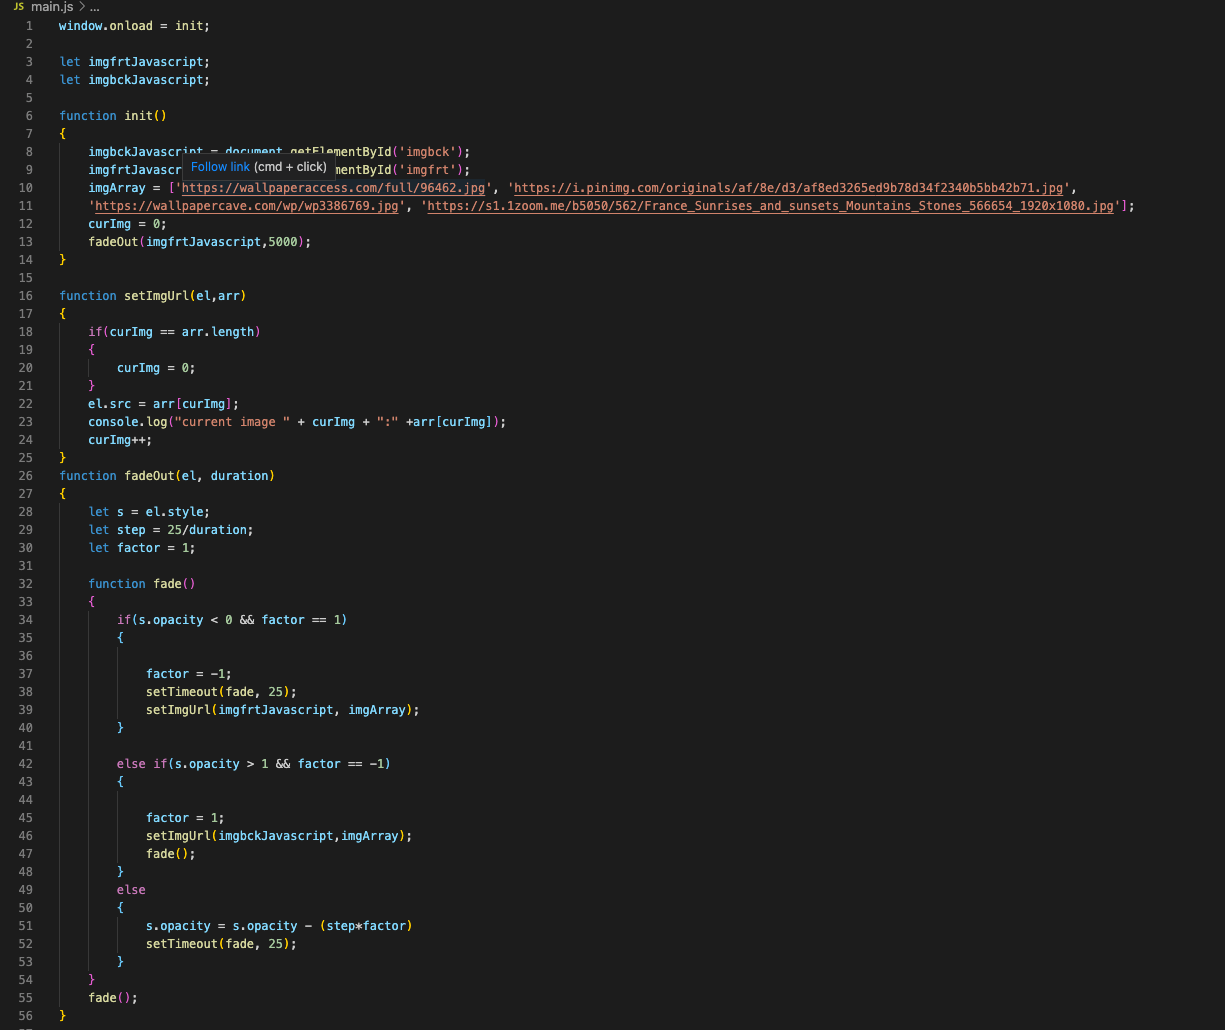 JS main.js > ...
1 window.onload = init;
2
3 let imgfrtJavascript;
4 let imgbckJavascript;
5
6 function init()
7 {
8 imgbckJavascript = document.getElementById('imgbck');
9 imgfrtJavascr mentById('imgfrt');
Follow link (cmd + click)
10 imgArray = ['https://wallpaperaccess.com/full/96462.jpg', 'https://i.pinimg.com/originals/af/8e/d3/af8ed3265ed9b78d34f2340b5bb42b71.jpg',
11 'https://wallpapercave.com/wp/wp3386769.jpg', 'https://s1.1zoom.me/b5050/562/France_Sunrises_and_sunsets_Mountains_Stones_566654_1920x1080.jpg'];
12 curImg = 0;
13 fadeOut(imgfrtJavascript,5000);
14 }
15
16 function setImgUrl(el,arr)
17 {
18 if(curImg == arr.length)
19 {
20 curImg = 0;
21 }
22 el.src = arr[curImg];
23 console.log("current image " + curImg + ":" +arr[curImg]);
24 curImg++;
25 }
26 function fadeOut(el, duration)
27 {
28 let s = el.style;
29 let step = 25/duration;
30 let factor = 1;
31
32 function fade()
33 {
34 if(s.opacity < 0 && factor == 1)
35 {
36
37 factor = -1;
38 setTimeout(fade, 25);
39 setImgUrl(imgfrtJavascript, imgArray);
40 }
41
42 else if(s.opacity > 1 && factor == -1)
43 {
44
45 factor = 1;
46 setImgUrl(imgbckJavascript,imgArray);
47 fade();
48 }
49 else
50 {
51 s.opacity = s.opacity - (step*factor)
52 setTimeout(fade, 25);
53 }
54 }
55 fade();
56 }